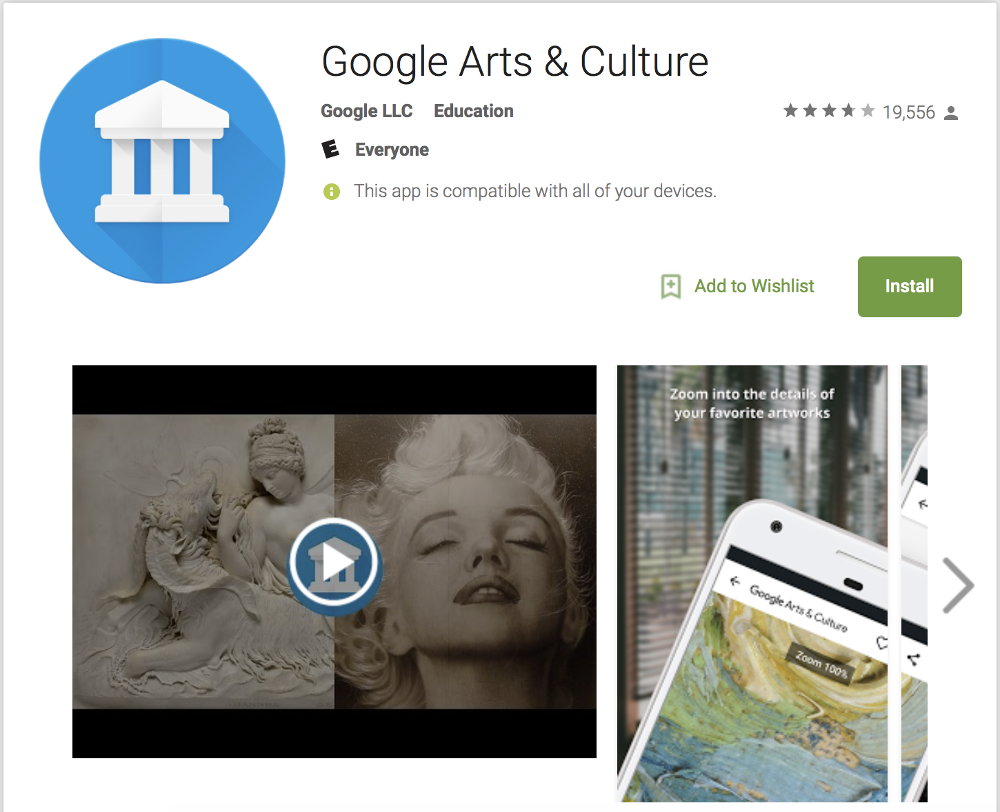 Google Arts & Culture
Google LLC Education
19,556
E Everyone
This app is compatible with all of your devices.
Add to Wishlist
Install
Zoom into the details of
your favorite artworks
Google Arts & Culture
Zoom 100%